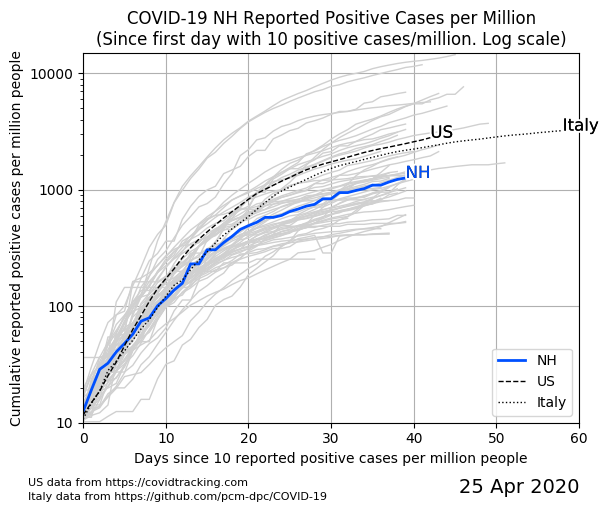 COVID-19 NH Reported Positive Cases per Million
(Since first day with 10 positive cases/million. Log scale)
Cumulative reported positive cases per million people
10000
1000
100
10
US
Italy
NH
NH
US
Italy
0 10 20 30 40 50 60
Days since 10 reported positive cases per million people
US data from https://covidtracking.com
Italy data from https://github.com/pcm-dpc/COVID-19
25 Apr 2020